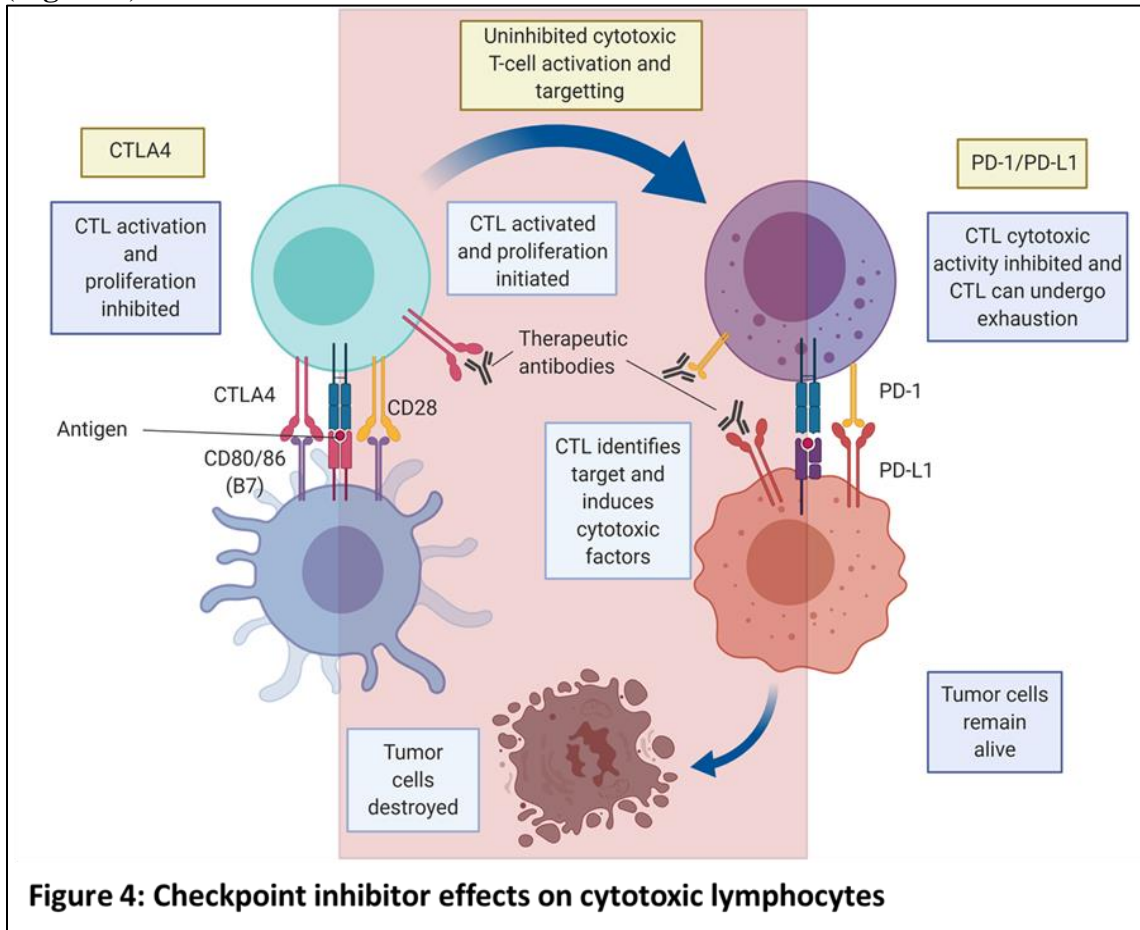 Uninhibited cytotoxic
T-cell activation and
targetting
CTLA4
PD-1/PD-L1
CTL activation
and
proliferation
inhibited
CTL activated
and proliferation
initiated
CTL cytotoxic
activity inhibited and
CTL can undergo
exhaustion
Therapeutic
antibodies
CTLA4
CD28
Antigen
CD80/86
(B7)
PD-1
PD-L1
CTL identifies
target and
induces
cytotoxic
factors
Tumor
cells
destroyed
Tumor cells
remain
alive
Figure 4: Checkpoint inhibitor effects on cytotoxic lymphocytes